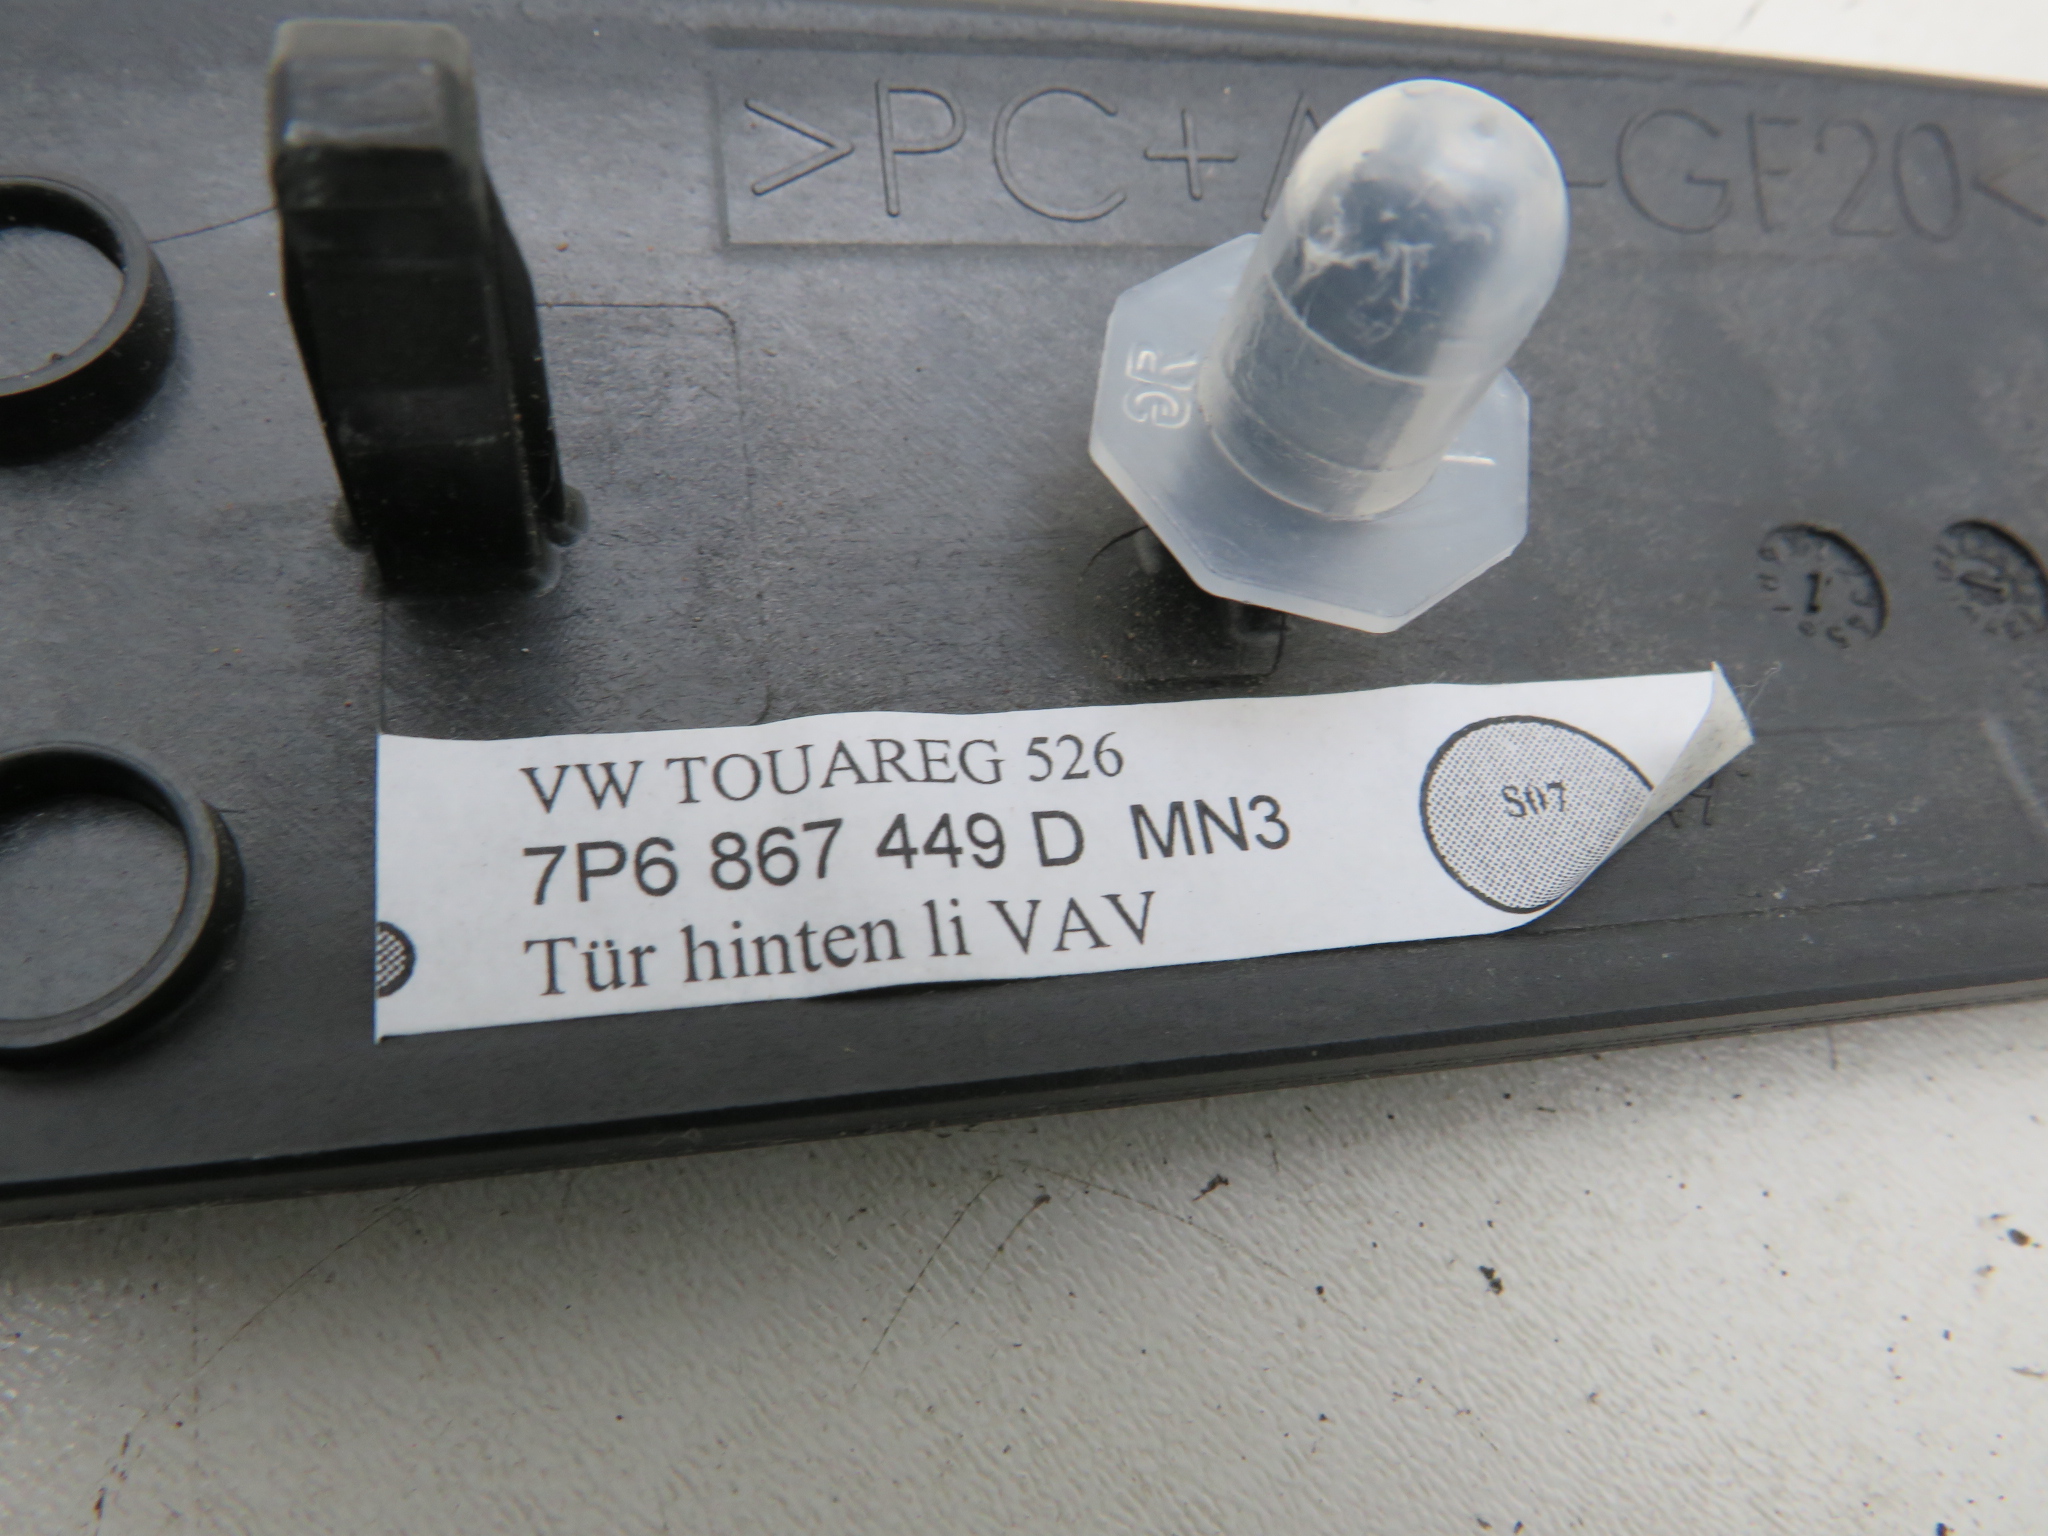 >PC+A -GF20<
VW TOUAREG 526
7P6 867 449 D MN3
S07
Tür hinten li VAV